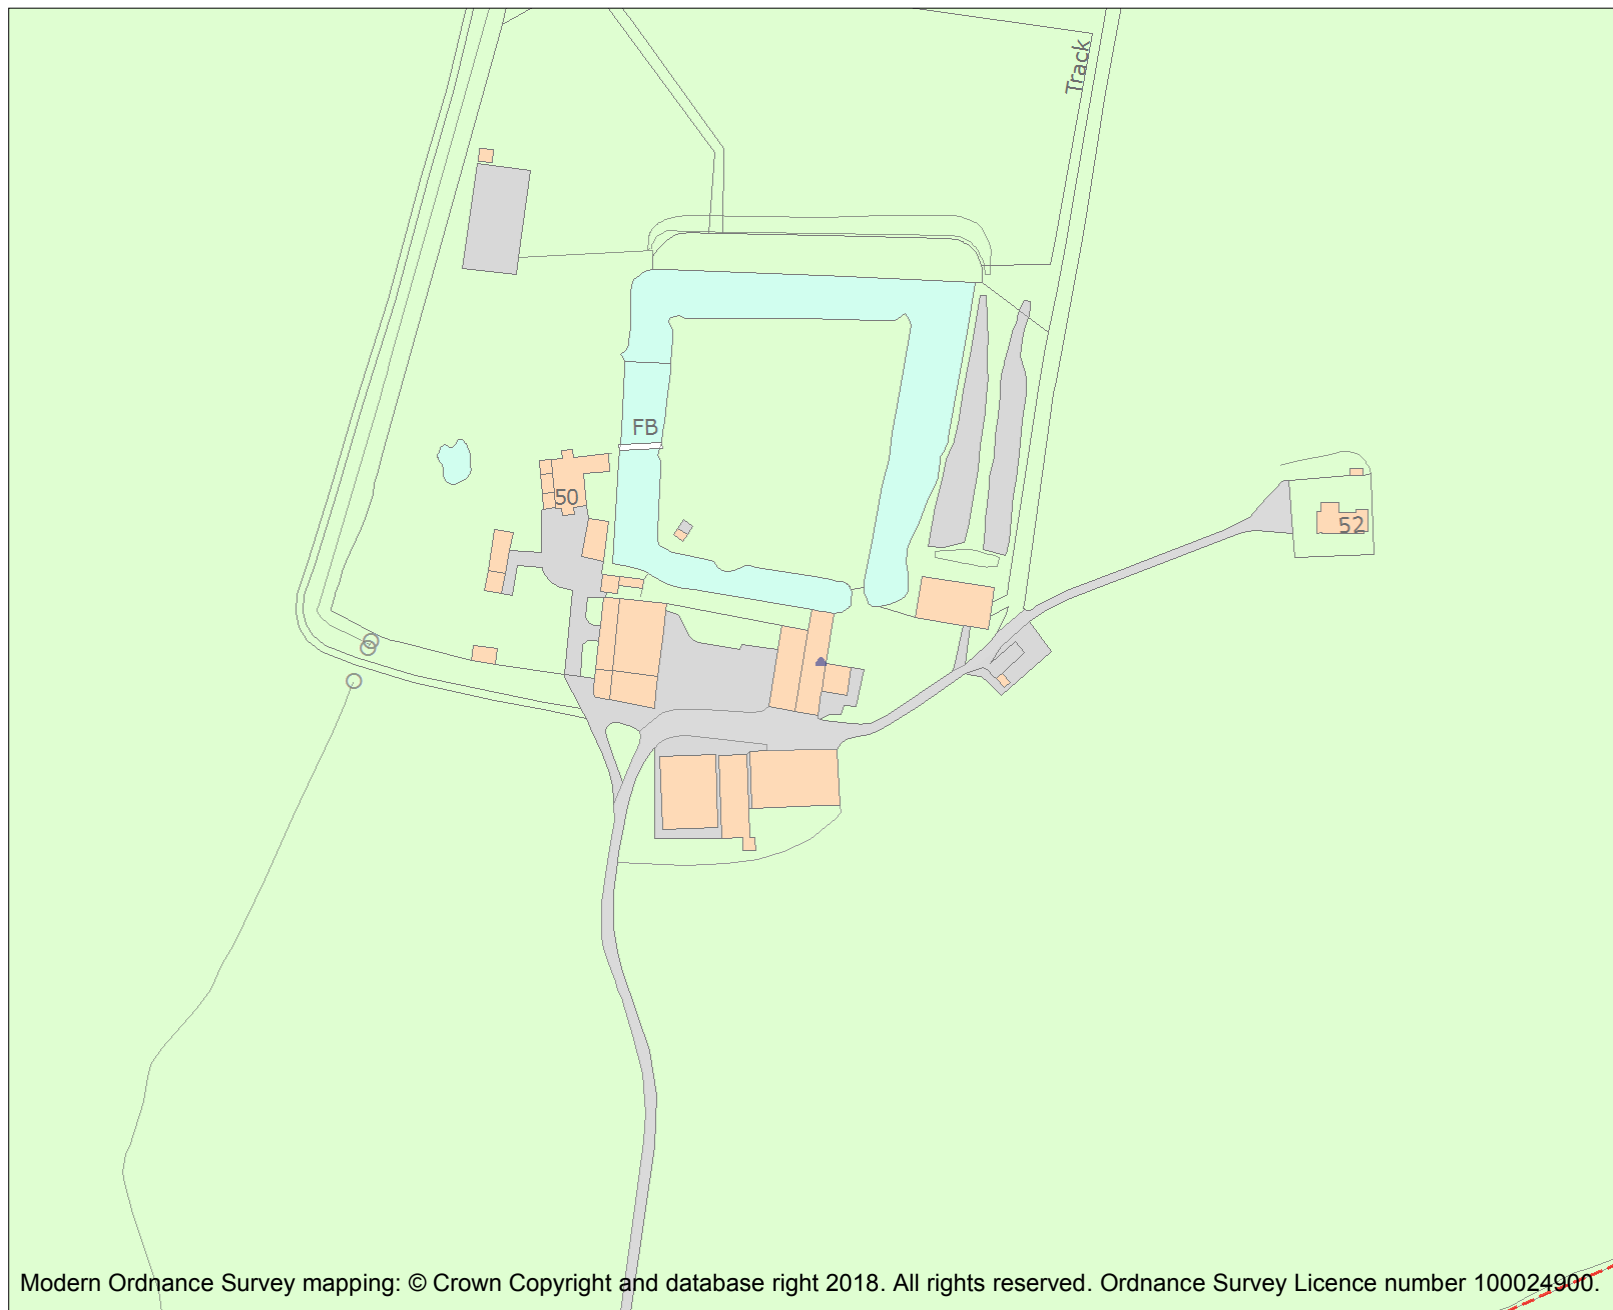 Track
FB
50
52
Modern Ordnance Survey mapping: © Crown Copyright and database right 2018. All rights reserved. Ordnance Survey Licence number 100024900.